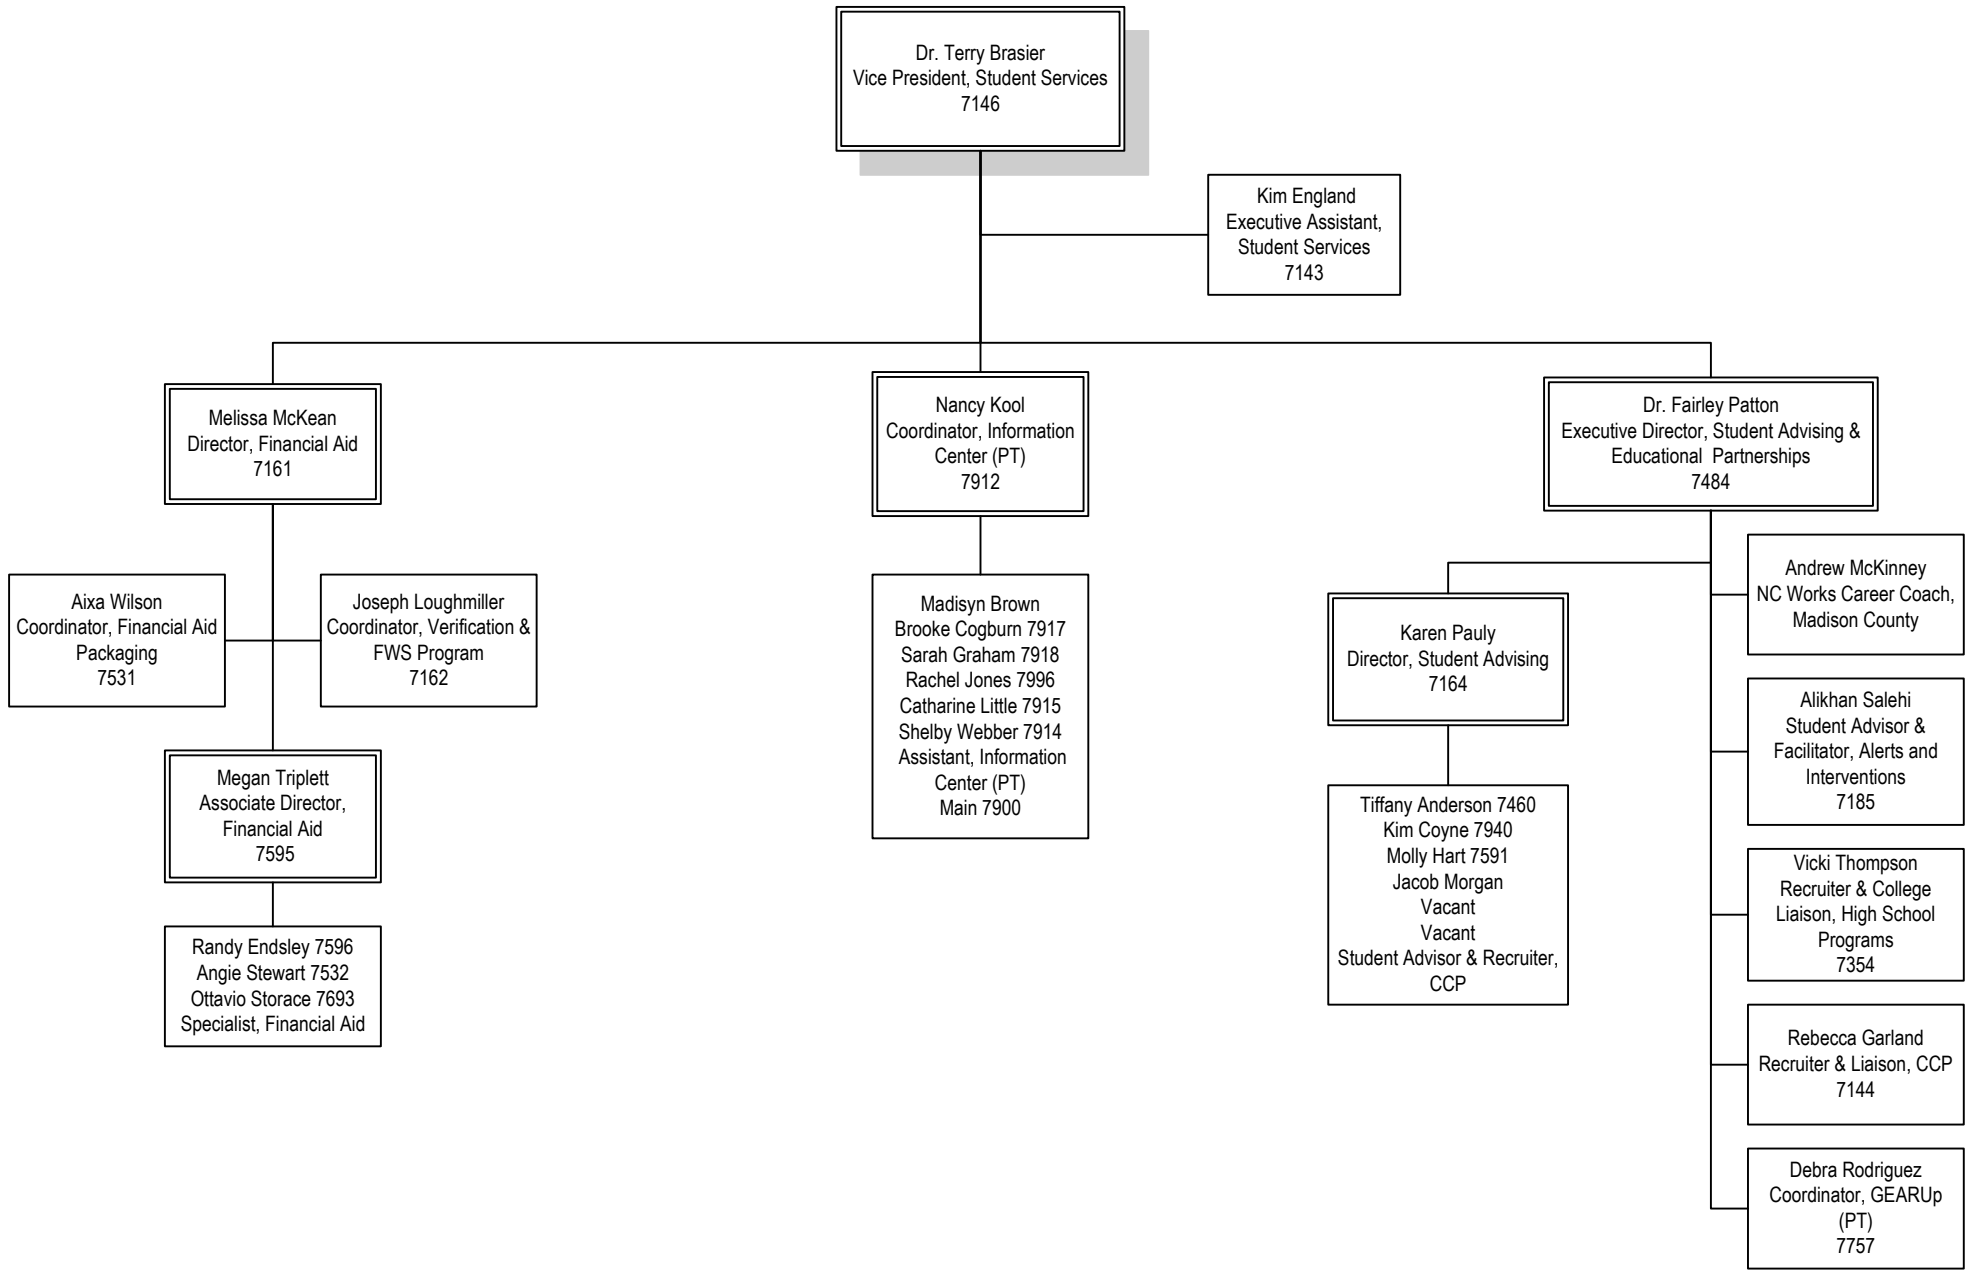 Dr. Terry Brasier
Vice President, Student Services
7146
Kim England
Executive Assistant,
Student Services
7143
Melissa McKean
Director, Financial Aid
7161
Nancy Kool
Coordinator, Information
Center (PT)
7912
Dr. Fairley Patton
Executive Director, Student Advising &
Educational Partnerships
7484
Aixa Wilson
Coordinator, Financial Aid
Packaging
7531
Joseph Loughmiller
Coordinator, Verification &
FWS Program
7162
Megan Triplett
Associate Director,
Financial Aid
7595
Randy Endsley 7596
Angie Stewart 7532
Ottavio Storace 7693
Specialist, Financial Aid
Madisyn Brown
Brooke Cogburn 7917
Sarah Graham 7918
Rachel Jones 7996
Catharine Little 7915
Shelby Webber 7914
Assistant, Information
Center (PT)
Main 7900
Karen Pauly
Director, Student Advising
7164
Tiffany Anderson 7460
Kim Coyne 7940
Molly Hart 7591
Jacob Morgan
Vacant
Vacant
Student Advisor & Recruiter,
CCP
Andrew McKinney
NC Works Career Coach,
Madison County
Alikhan Salehi
Student Advisor &
Facilitator, Alerts and
Interventions
7185
Vicki Thompson
Recruiter & College
Liaison, High School
Programs
7354
Rebecca Garland
Recruiter & Liaison, CCP
7144
Debra Rodriguez
Coordinator, GEARUp
(PT)
7757